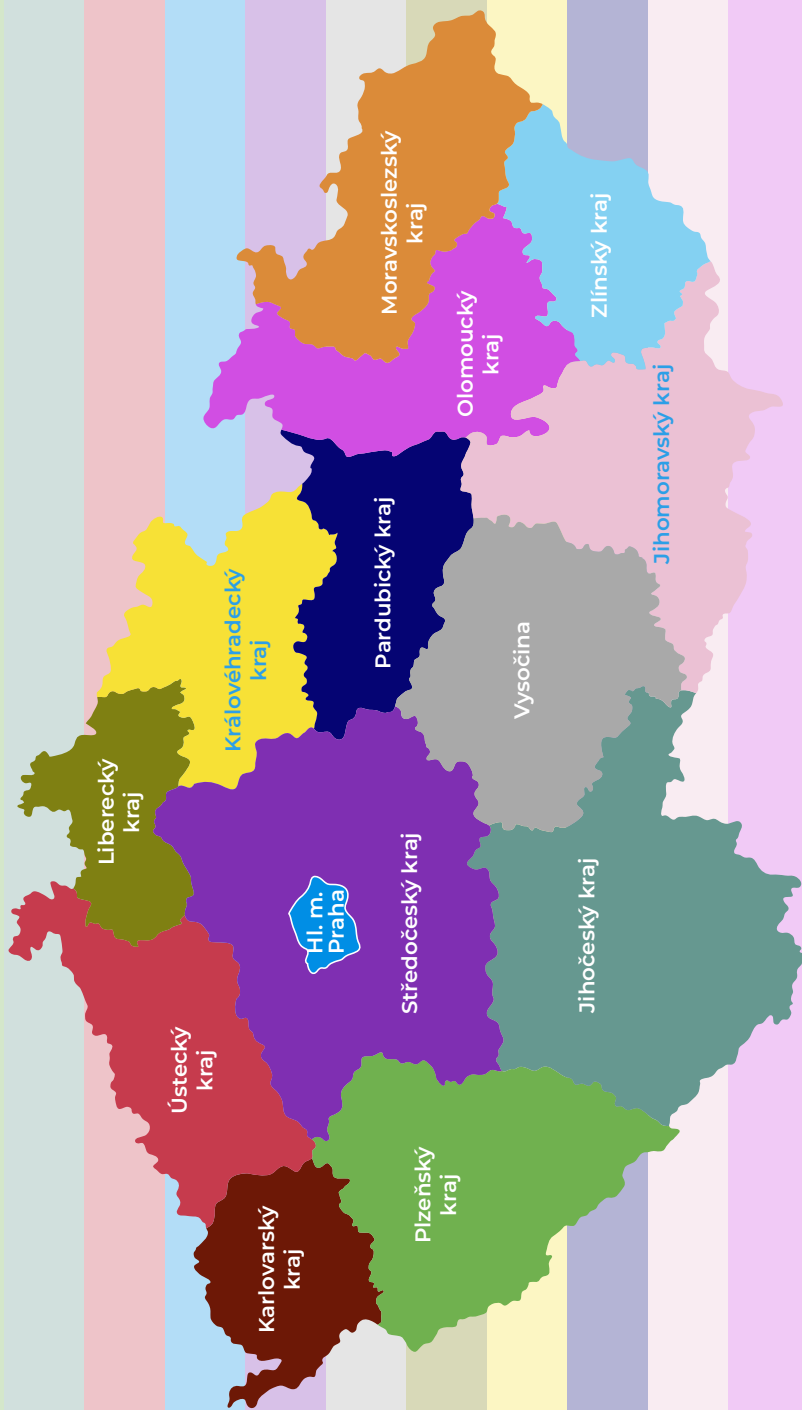 Karlovarský
kraj
Ústecký
kraj
Liberecký
kraj
Královéhradecký
kraj
Hl. m.
Praha
Středočeský kraj
Plzeňský
kraj
Jihočeský kraj
Pardubický kraj
Vysočina
Jihomoravský kraj
Olomoucký
kraj
Moravskoslezský
kraj
Zlínský kraj